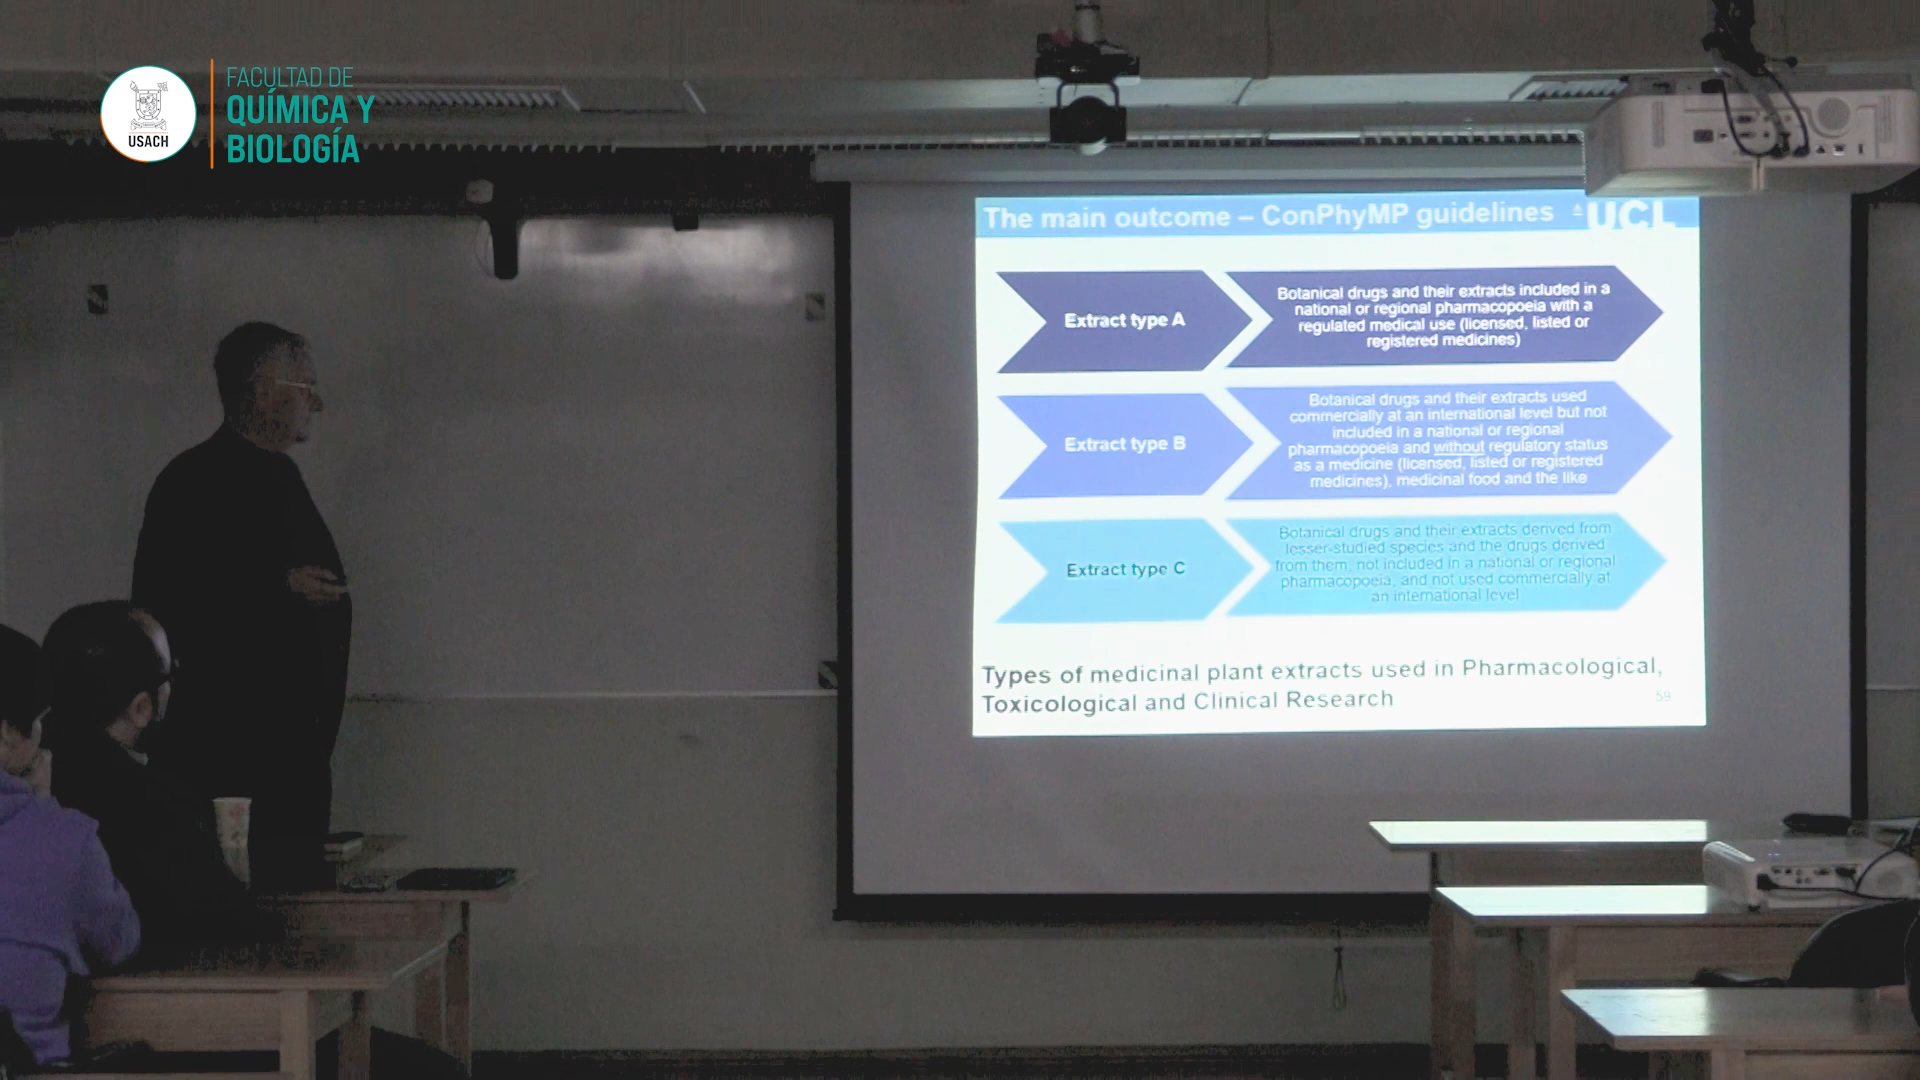 FACULTAD DE
QUÍMICA Y
BIOLOGÍA
USACH
The main outcome – ConPhyMP guidelines
UCL
Extract type A
Botanical drugs and their extracts included in a
national or regional pharmacopoeia with a
regulated medical use (licensed, listed or
registered medicines)
Extract type B
Botanical drugs and their extracts used
commercially at an international level but not
included in a national or regional
pharmacopoeia and without regulatory status
as a medicine (licensed, listed or registered
medicines), medicinal food and the like
Extract type C
Botanical drugs and their extracts derived from
lesser-studied species and the drugs derived
from them, not included in a national or regional
pharmacopoeia, and not used commercially at
an international level
Types of medicinal plant extracts used in Pharmacological,
Toxicological and Clinical Research
59